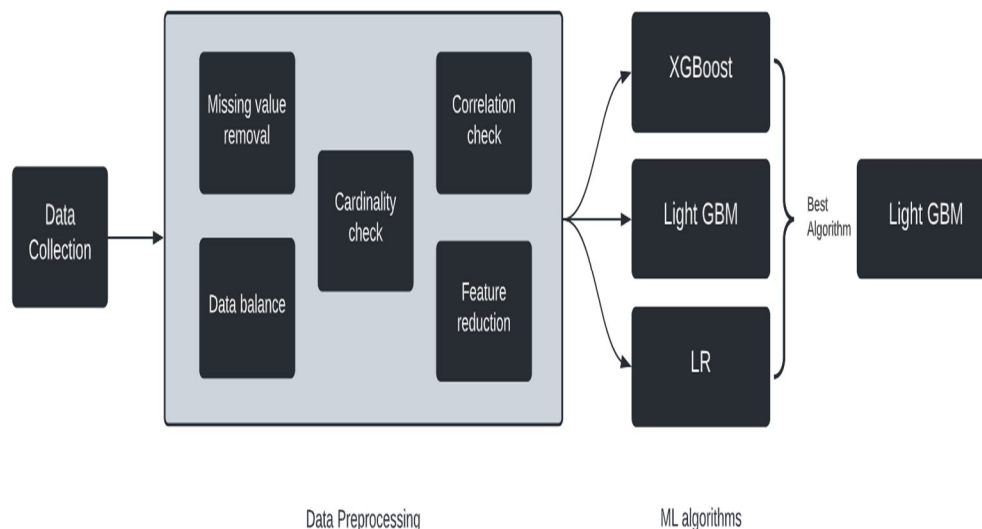 Data
Collection
Missing value
removal
Data balance
Cardinality
check
Correlation
check
Feature
reduction
XGBoost
Light GBM
LR
Best
Algorithm
Light GBM
Data Preprocessing
ML algorithms